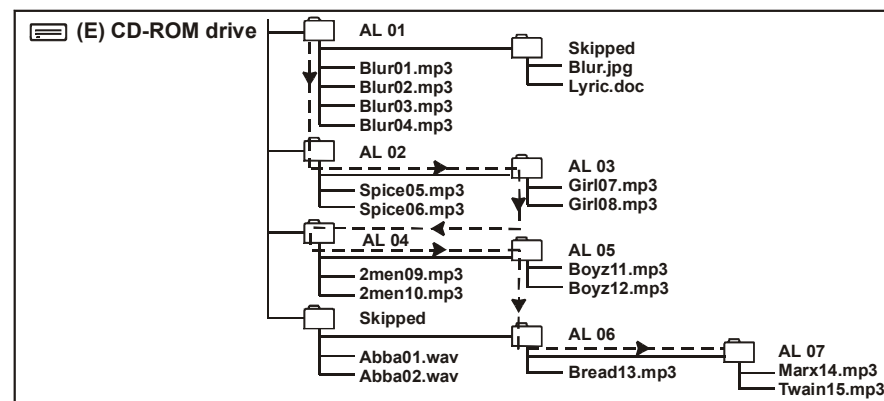 (E) CD-ROM drive
AL 01
Blur01.mp3
Blur02.mp3
Blur03.mp3
Blur04.mp3
Skipped
Blur.jpg
Lyric.doc
AL 02
Spice05.mp3
Spice06.mp3
AL 03
Girl07.mp3
Girl08.mp3
AL 04
2men09.mp3
2men10.mp3
AL 05
Boyz11.mp3
Boyz12.mp3
Skipped
Abba01.wav
Abba02.wav
AL 06
Bread13.mp3
AL 07
Marx14.mp3
Twain15.mp3